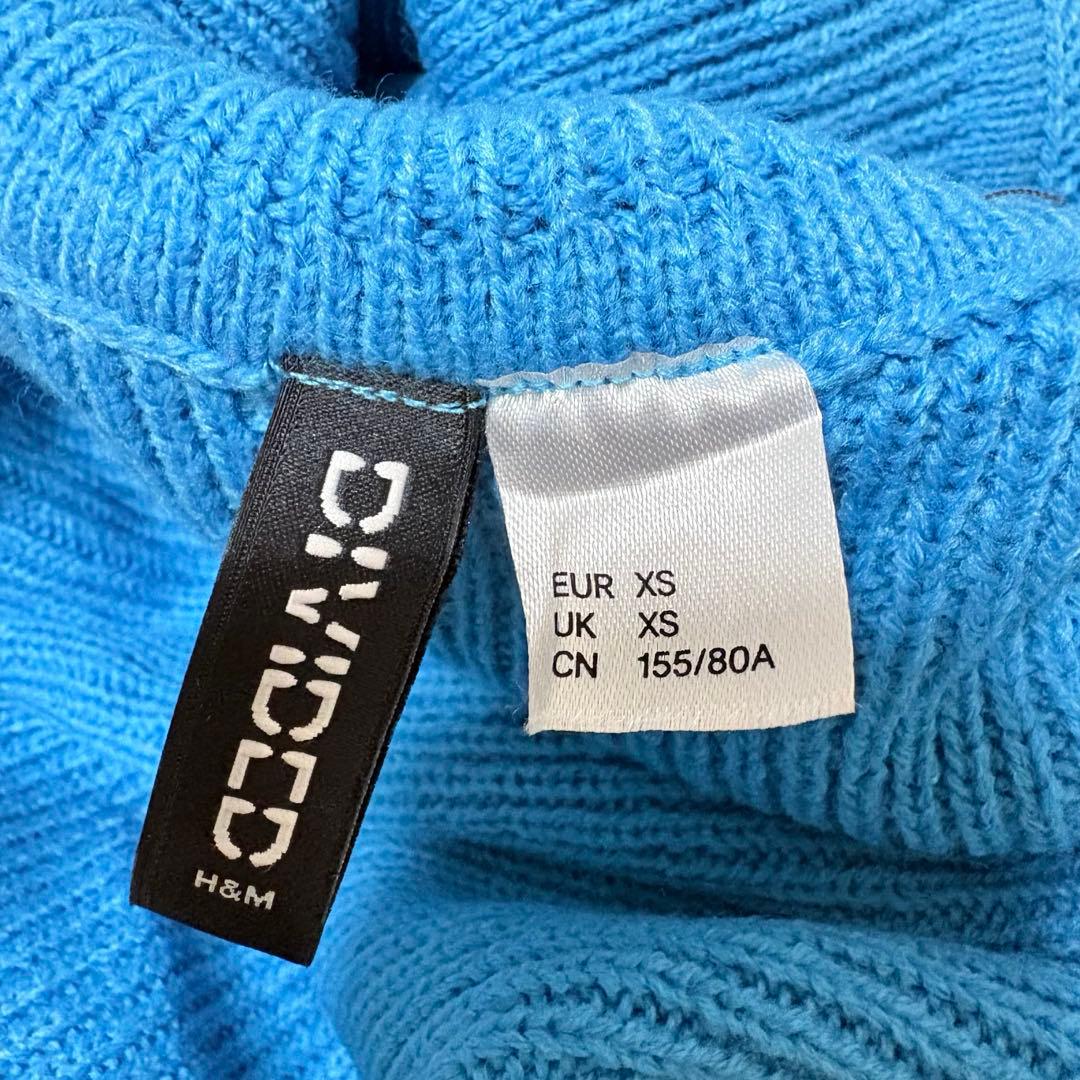 DIVIDED
H&M
EUR XS
UK XS
CN 155/80A